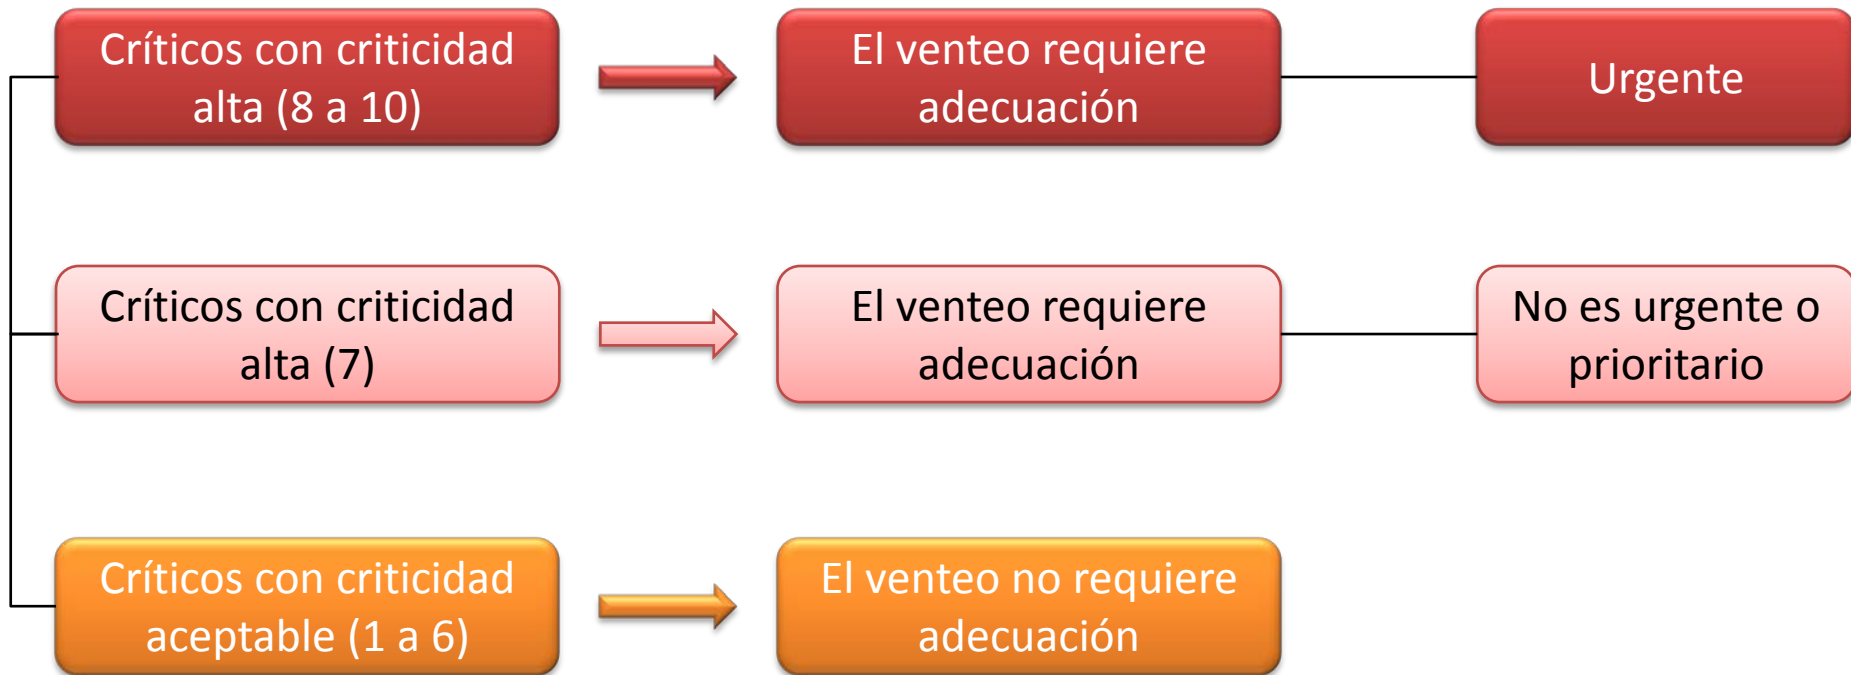 Críticos con criticidad
alta (8 a 10)
El venteo requiere
adecuación
Urgente
Críticos con criticidad
alta (7)
El venteo requiere
adecuación
No es urgente o
prioritario
Críticos con criticidad
aceptable (1 a 6)
El venteo no requiere
adecuación